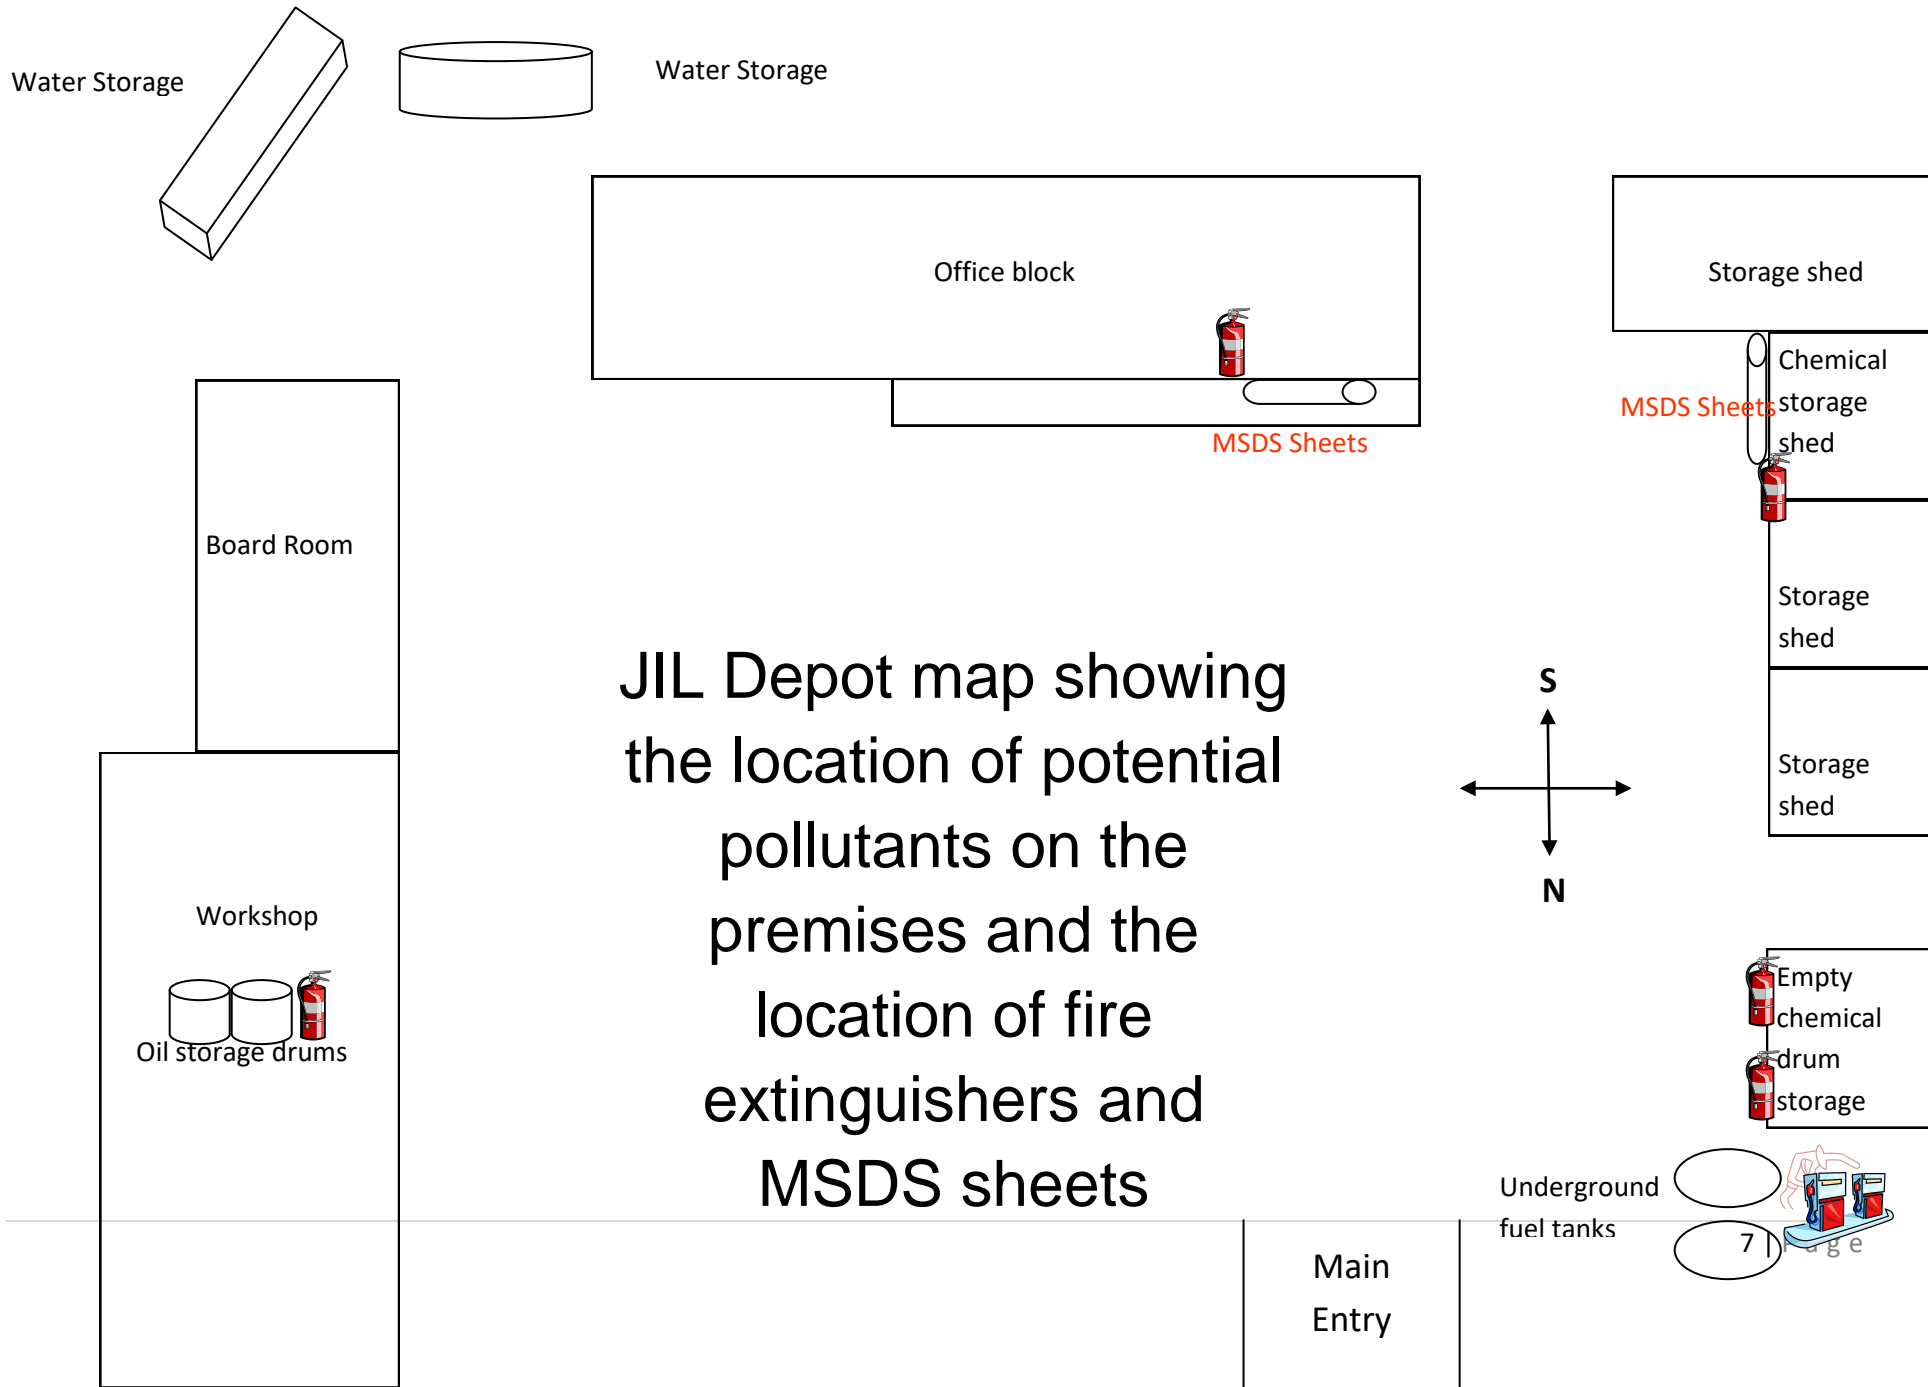 Water Storage
Water Storage
Office block
Storage shed
Chemical
storage
shed
MSDS Sheets
MSDS Sheets
Board Room
Storage
shed
JIL Depot map showing
the location of potential
pollutants on the
premises and the
location of fire
extinguishers and
MSDS sheets
S
N
Storage
shed
Workshop
Oil storage drums
Empty
chemical
drum
storage
Underground
fuel tanks
7 | Page
Main
Entry